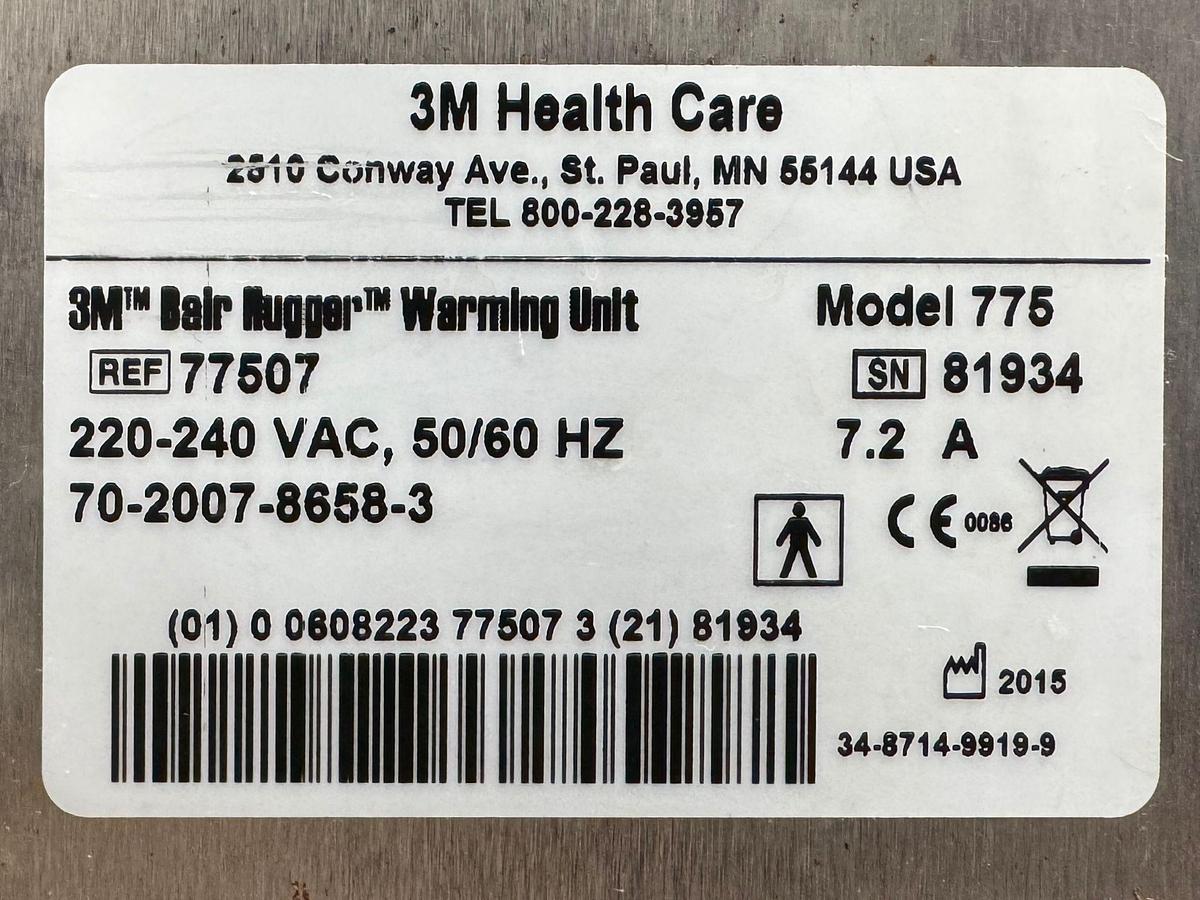 3M Health Care
2510 Conway Ave., St. Paul, MN 55144 USA
TEL 800-228-3957
3M™ Bair Hugger™ Warming Unit
Model 775
REF 77507
SN 81934
220-240 VAC, 50/60 HZ
7.2 A
70-2007-8658-3
CE 0086
(01) 0 0608223 77507 3 (21) 81934
2015
34-8714-9919-9